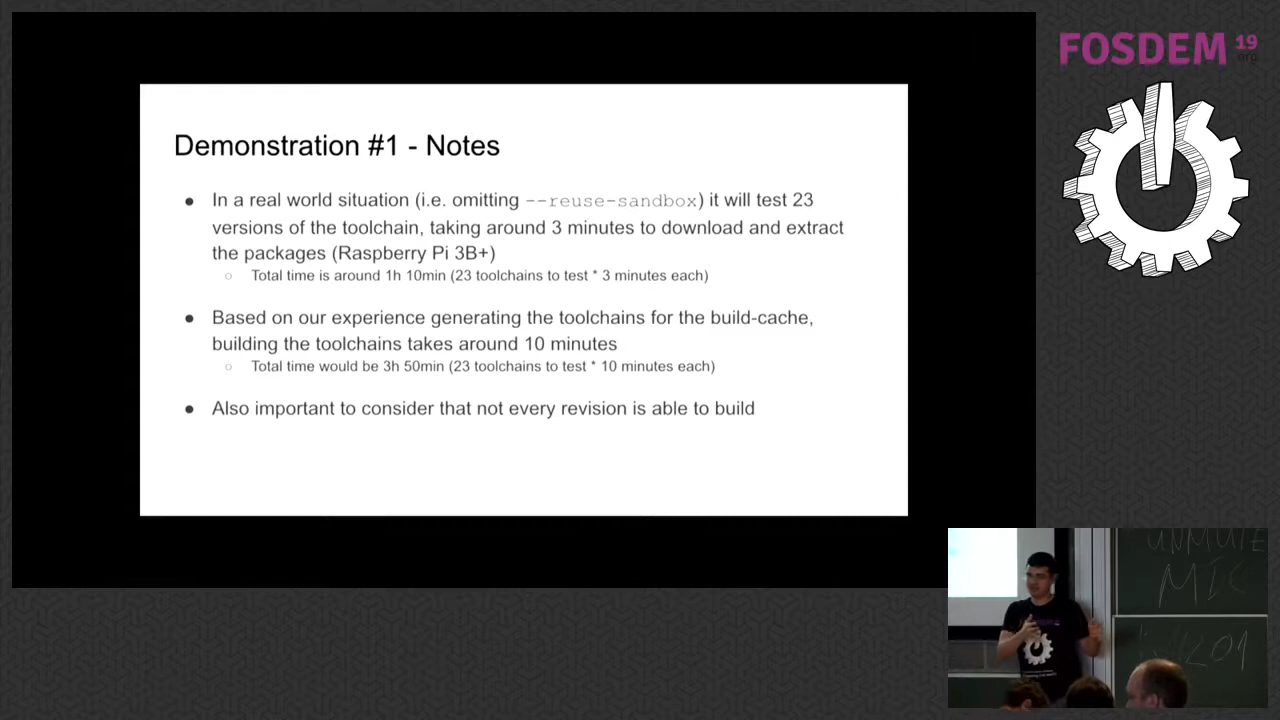 FOSDEM 19
.org
Demonstration #1 - Notes
● In a real world situation (i.e. omitting --reuse-sandbox) it will test 23
versions of the toolchain, taking around 3 minutes to download and extract
the packages (Raspberry Pi 3B+)
○ Total time is around 1h 10min (23 toolchains to test * 3 minutes each)
● Based on our experience generating the toolchains for the build-cache,
building the toolchains takes around 10 minutes
○ Total time would be 3h 50min (23 toolchains to test * 10 minutes each)
● Also important to consider that not every revision is able to build
UNMUTE
MIC